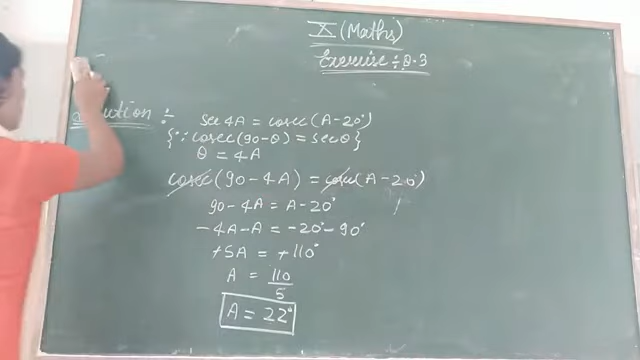 X (Maths)
Exercise ÷ 8.3
Solution ÷ sec 4A = cosec (A - 20°)
{∵ cosec (90 - θ) = sec θ}
θ = 4A
cosec (90 - 4A) = cosec (A - 20°)
90 - 4A = A - 20°
- 4A - A = - 20° - 90°
+5A = +110°
A = 110/5
A = 22°